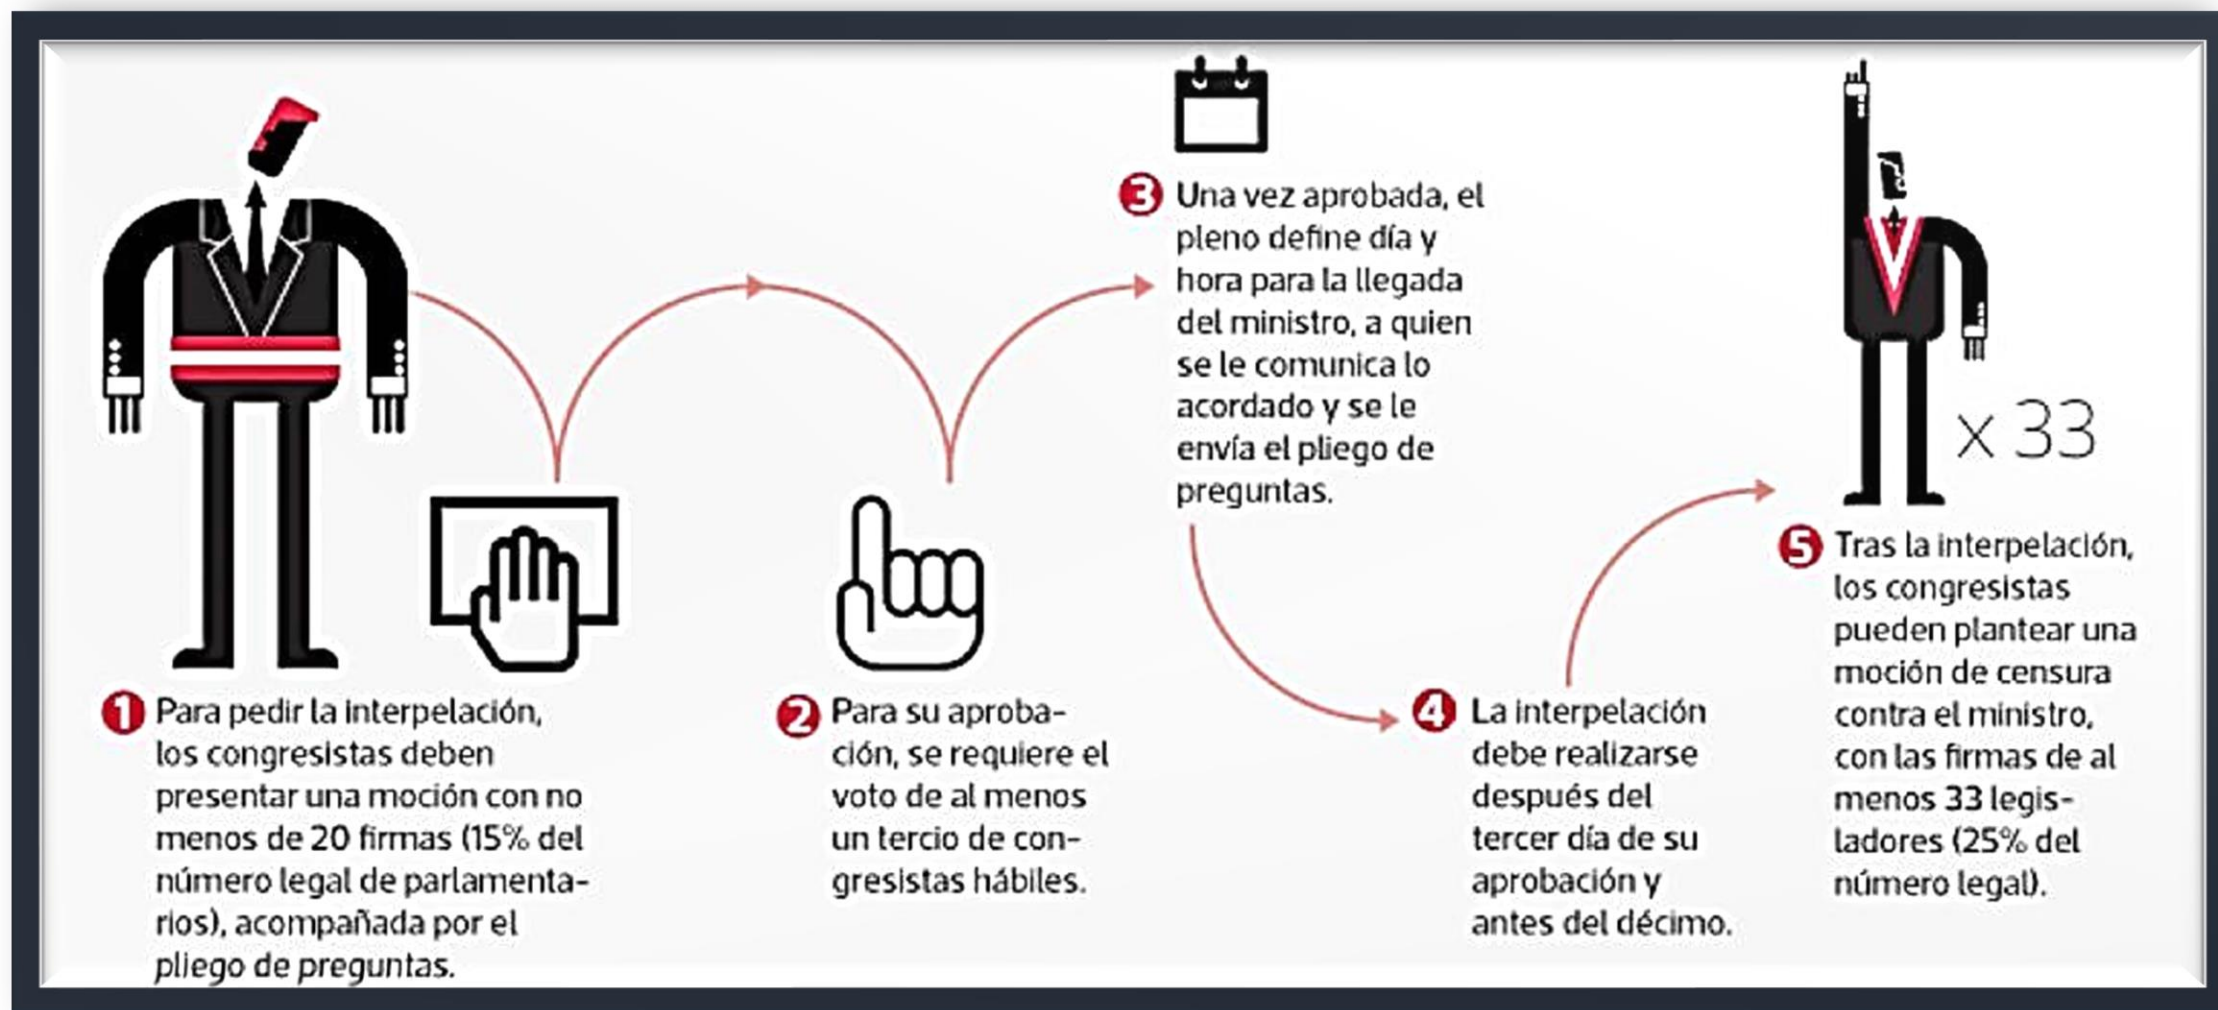 1 Para pedir la interpelación,
los congresistas deben
presentar una moción con no
menos de 20 firmas (15% del
número legal de parlamenta-
rios), acompañada por el
pliego de preguntas.
2 Para su aproba-
ción, se requiere el
voto de al menos
un tercio de con-
gresistas hábiles.
3 Una vez aprobada, el
pleno define día y
hora para la llegada
del ministro, a quien
se le comunica lo
acordado y se le
envía el pliego de
preguntas.
4 La interpelación
debe realizarse
después del
tercer día de su
aprobación y
antes del décimo.
x 33
5 Tras la interpelación,
los congresistas
pueden plantear una
moción de censura
contra el ministro,
con las firmas de al
menos 33 legis-
ladores (25% del
número legal).